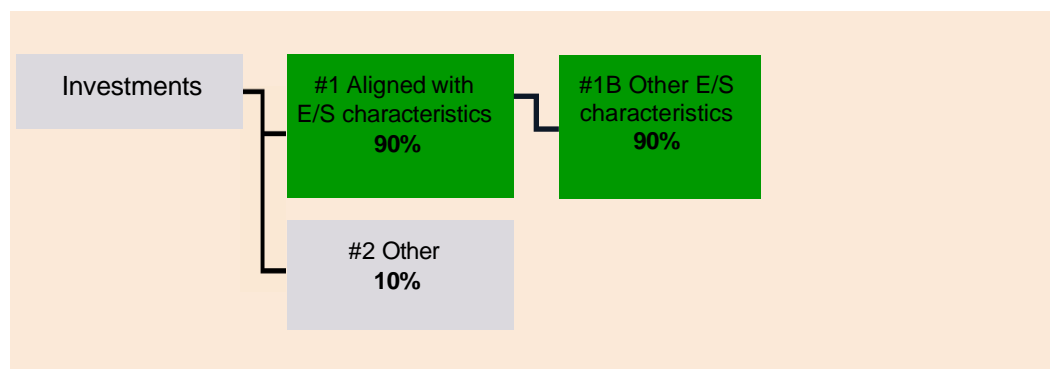 Investments
#1 Aligned with
E/S characteristics
90%
#1B Other E/S
characteristics
90%
#2 Other
10%